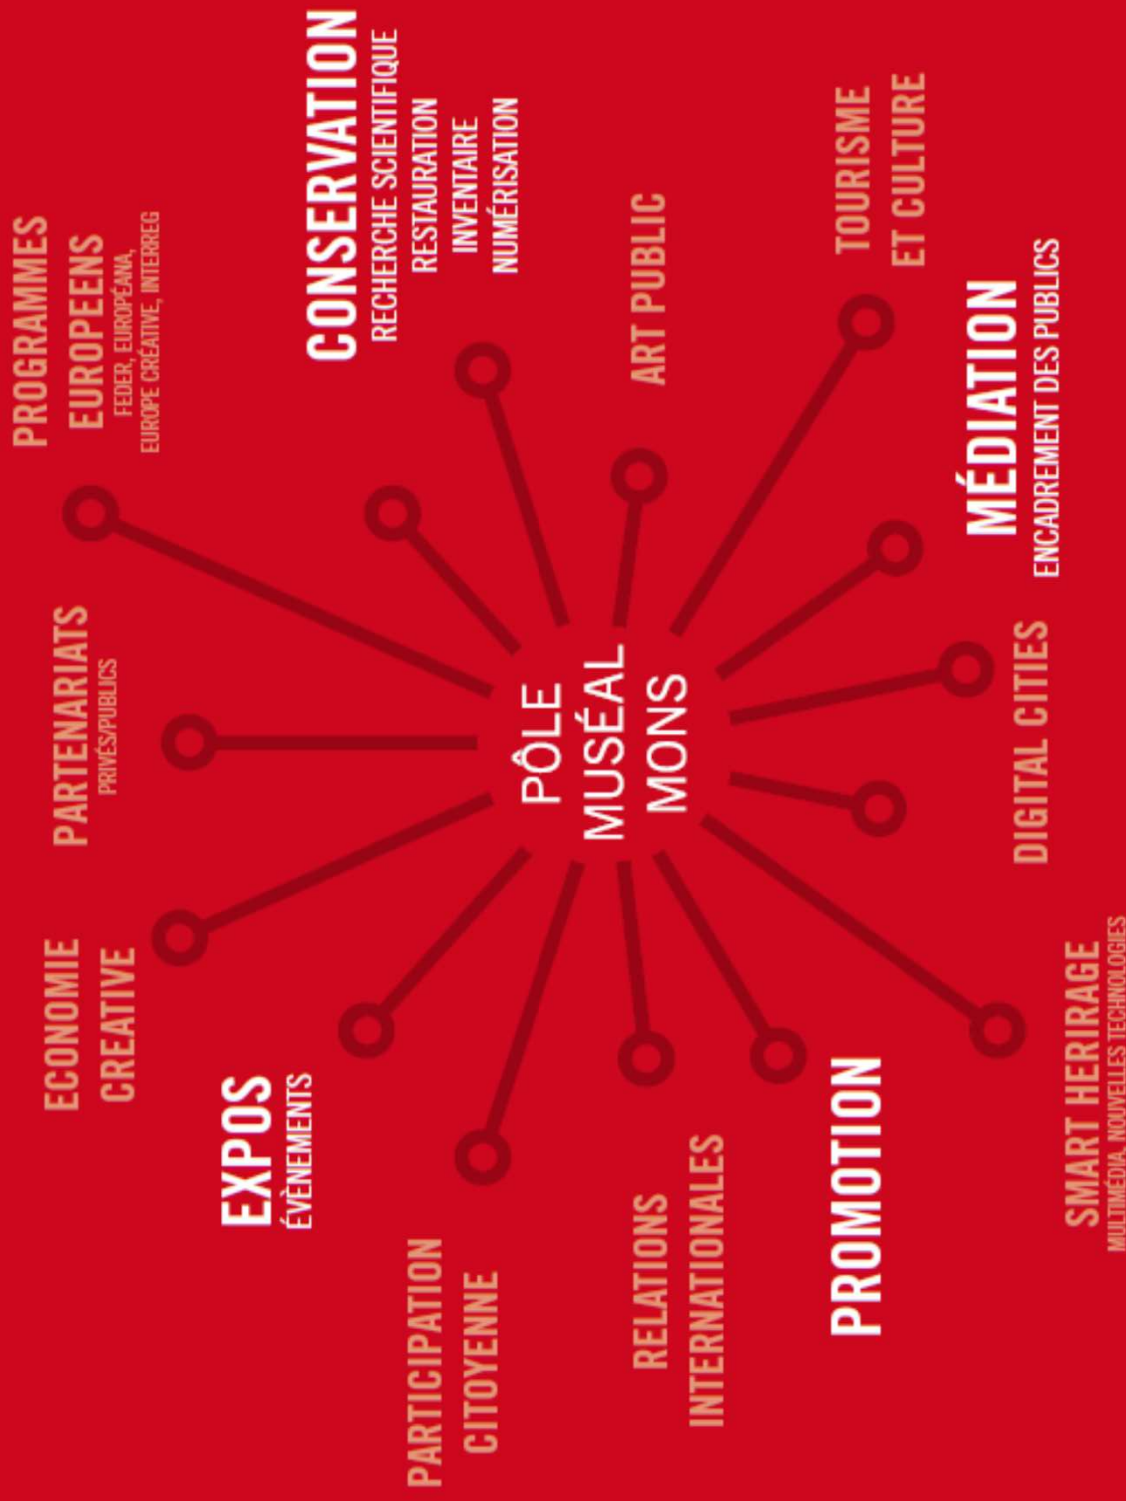 PROGRAMMES
EUROPEENS
FEDER, EUROPÉANA,
EUROPE CRÉATIVE, INTERREG
PARTENARIATS
PRIVÉS/PUBLICS
ECONOMIE
CREATIVE
CONSERVATION
RECHERCHE SCIENTIFIQUE
RESTAURATION
INVENTAIRE
NUMÉRISATION
EXPOS
ÉVÈNEMENTS
PARTICIPATION
CITOYENNE
PÔLE
MUSÉAL
MONS
ART PUBLIC
RELATIONS
INTERNATIONALES
TOURISME
ET CULTURE
PROMOTION
MÉDIATION
ENCADREMENT DES PUBLICS
DIGITAL CITIES
SMART HERIRAGE
MULTIMÉDIA, NOUVELLES TECHNOLOGIES